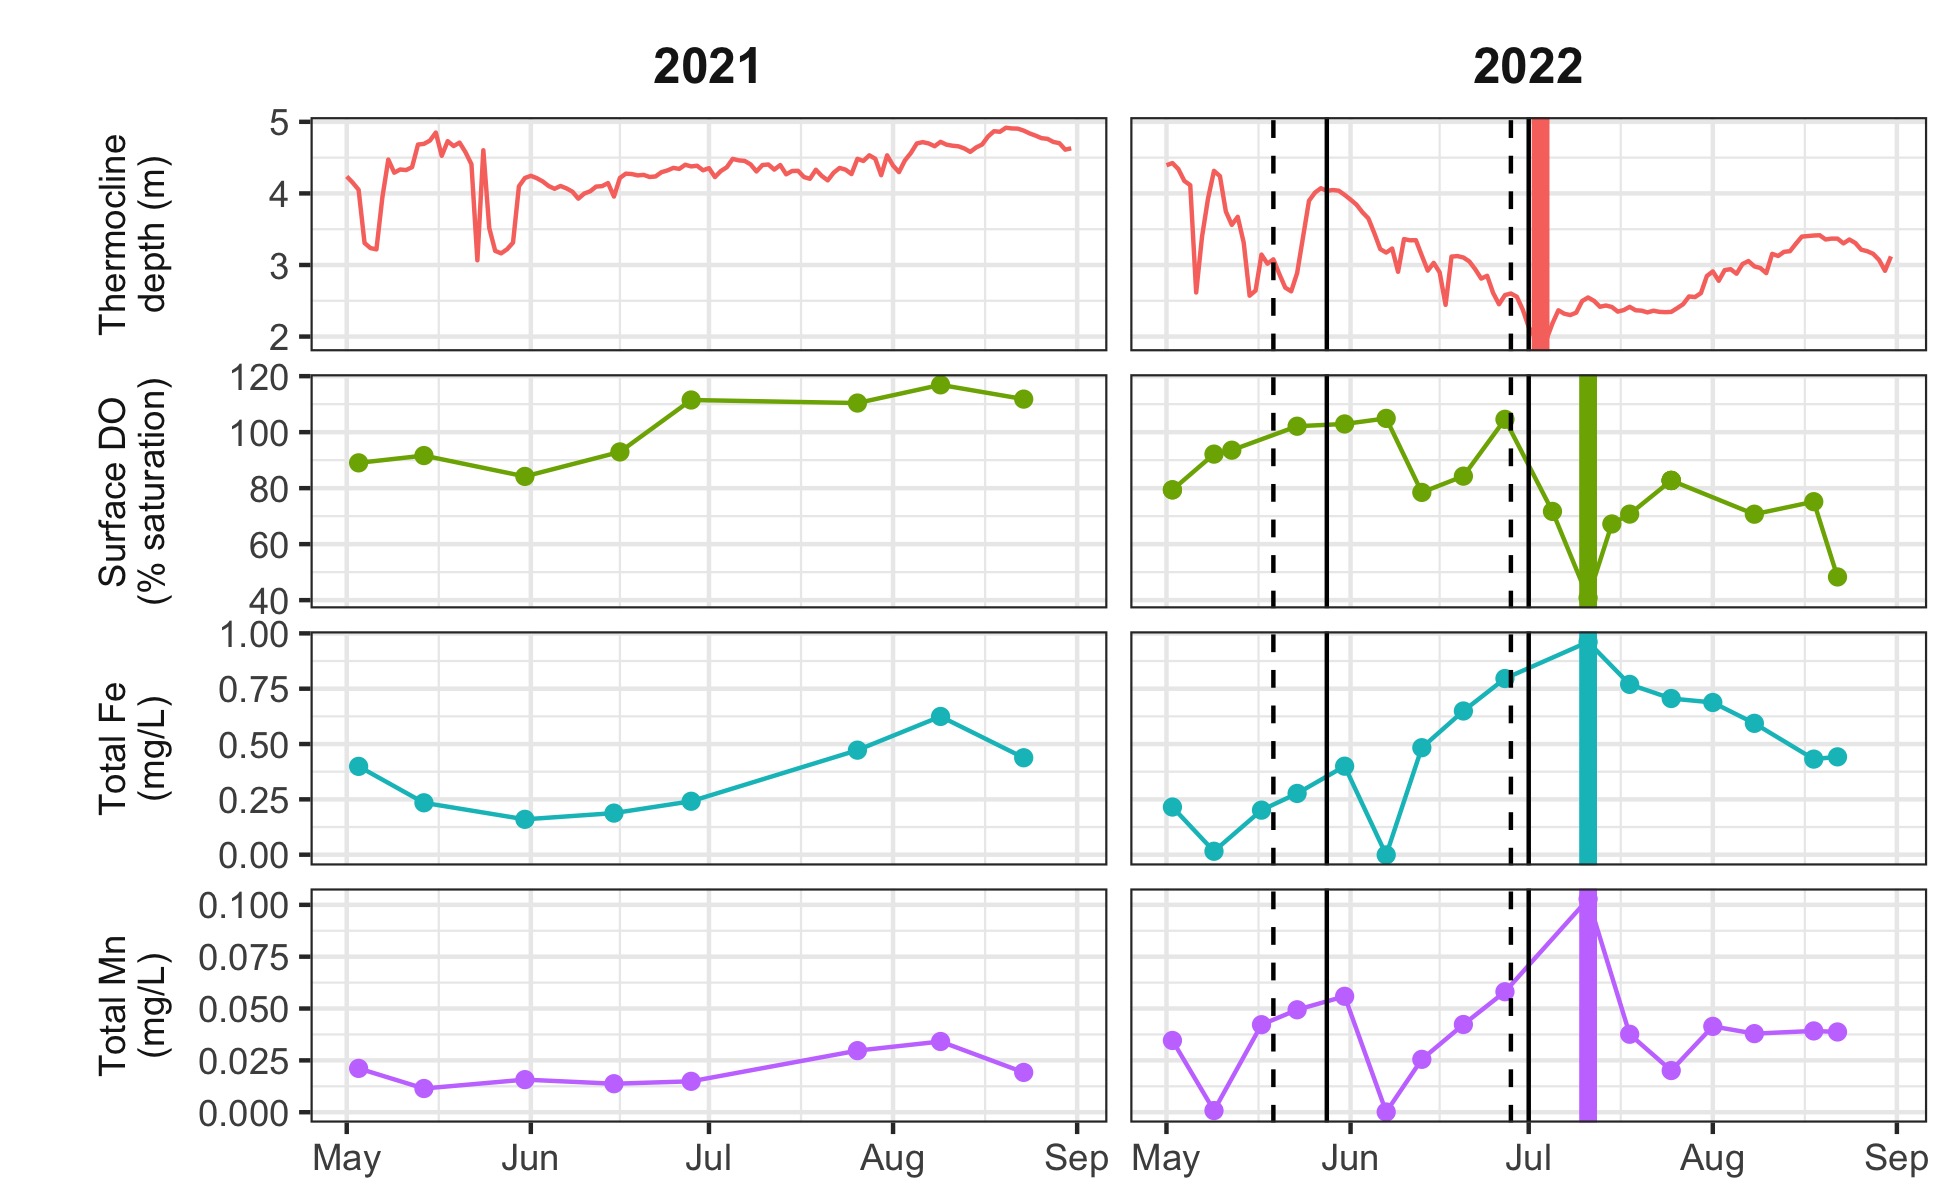 2021
2022
Thermocline
depth (m)
5
4
3
2
Surface DO
(% saturation)
120
100
80
60
40
Total Fe
(mg/L)
1.00
0.75
0.50
0.25
0.00
Total Mn
(mg/L)
0.100
0.075
0.050
0.025
0.000
May Jun Jul Aug Sep
May Jun Jul Aug Sep